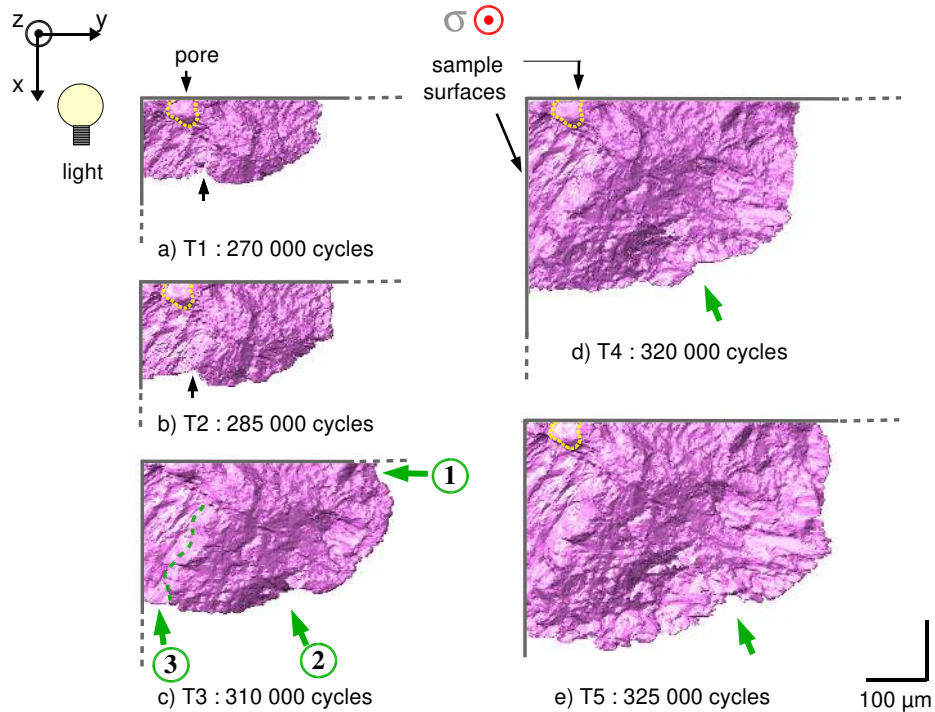 z
y
x
σ
light
pore
sample
surfaces
a) T1 : 270 000 cycles
b) T2 : 285 000 cycles
1
2
3
c) T3 : 310 000 cycles
d) T4 : 320 000 cycles
e) T5 : 325 000 cycles
100 µm